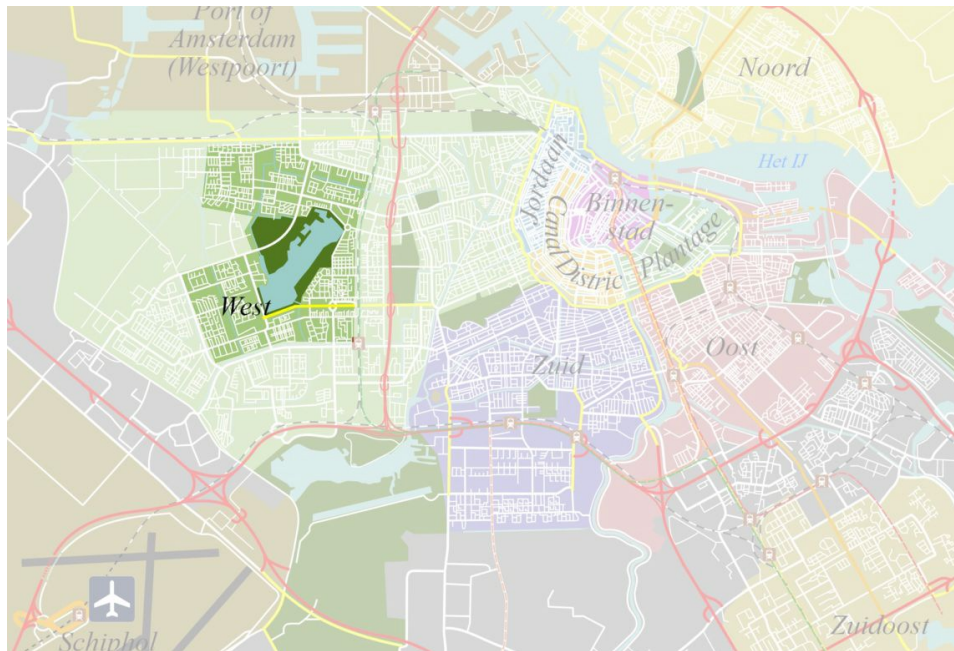 Port of
Amsterdam
(Westpoort)
Noord
Het IJ
Jordaan
Binnen-
stad
Canal Distric
Plantage
West
Zuid
Oost
Schiphol
Zuidoost